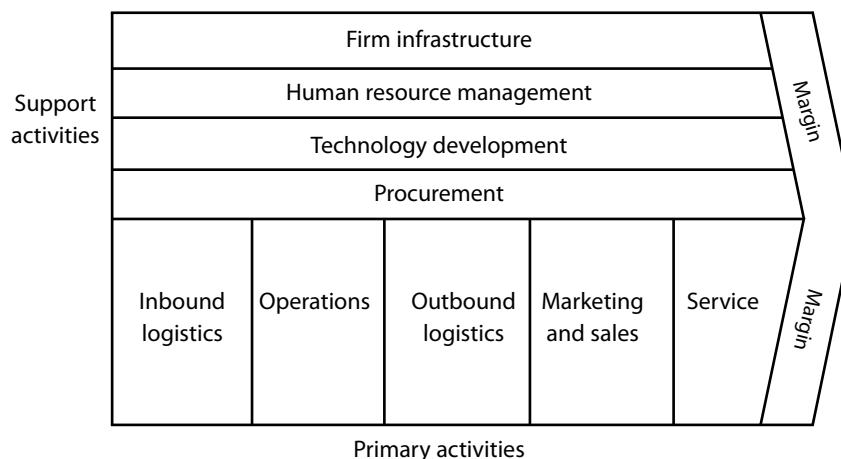 Firm infrastructure
Human resource management
Support
activities
Technology development
Procurement
Margin
Inbound
logistics
Operations
Outbound
logistics
Marketing
and sales
Service
Margin
Primary activities